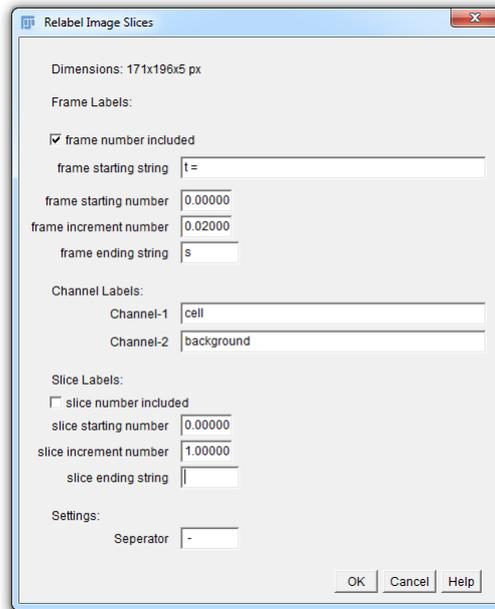 Relabel Image Slices
Dimensions: 171x196x5 px
Frame Labels:
frame number included
frame starting string t =
frame starting number 0.00000
frame increment number 0.02000
frame ending string s
Channel Labels:
Channel-1 cell
Channel-2 background
Slice Labels:
slice number included
slice starting number 0.00000
slice increment number 1.00000
slice ending string
Settings:
Seperator -
OK Cancel Help